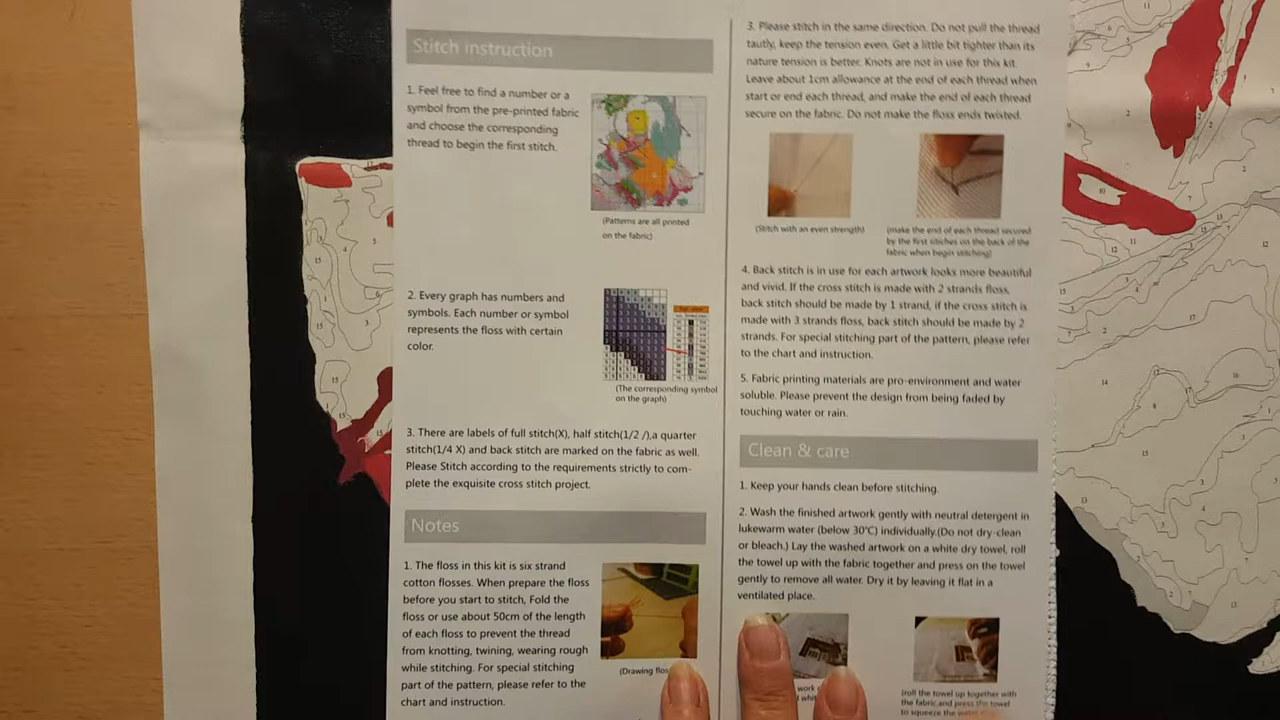 Stitch instruction
1. Feel free to find a number or a
symbol from the pre-printed fabric
and choose the corresponding
thread to begin the first stitch.
(Patterns are all printed
on the fabric)
2. Every graph has numbers and
symbols. Each number or symbol
represents the floss with certain
color.
(The corresponding symbol
on the graph)
3. There are labels of full stitch(X), half stitch(1/2 /),a quarter
stitch(1/4 X) and back stitch are marked on the fabric as well.
Please Stitch according to the requirements strictly to com-
plete the exquisite cross stitch project.
Notes
1. The floss in this kit is six strand
cotton flosses. When prepare the floss
before you start to stitch, Fold the
floss or use about 50cm of the length
of each floss to prevent the thread
from knotting, twining, wearing rough
while stitching. For special stitching
part of the pattern, please refer to the
chart and instruction.
(Drawing
3. Please stitch in the same direction. Do not pull the thread
tautly, keep the tension even. Get a little bit tighter than its
nature tension is better. Knots are not in use for this kit.
Leave about 1cm allowance at the end of each thread when
start or end each thread, and make the end of each thread
secure on the fabric. Do not make the floss ends twisted.
(Stitch with an even strength)
(make the end of each thread secured
by the first stitches on the back of the
fabric when begin stitching)
4. Back stitch is in use for each artwork looks more beautiful
and vivid. If the cross stitch is made with 2 strands floss,
back stitch should be made by 1 strand, if the cross stitch is
made with 3 strands floss, back stitch should be made by 2
strands. For special stitching part of the pattern, please refer
to the chart and instruction.
5. Fabric printing materials are pro-environment and water
soluble. Please prevent the design from being faded by
touching water or rain.
Clean & care
1. Keep your hands clean before stitching.
2. Wash the finished artwork gently with neutral detergent in
lukewarm water (below 30℃) individually.(Do not dry-clean
or bleach.) Lay the washed artwork on a white dry towel, roll
the towel up with the fabric together and press on the towel
gently to remove all water. Dry it by leaving it flat in a
ventilated place.
work
(roll the towel up together with
the fabric,and press the towel
to squeeze the water